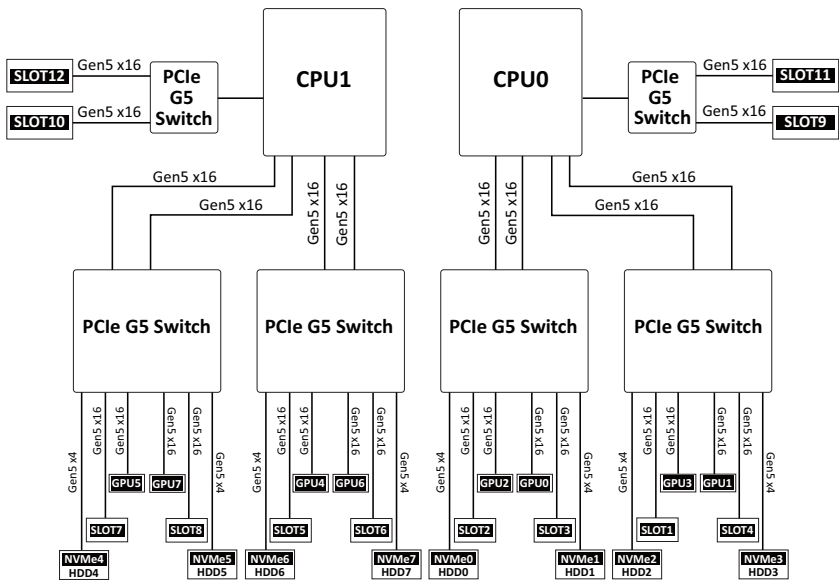 CPU1
CPU0
SLOT12
Gen5 x16
PCIe
G5
Switch
SLOT10
Gen5 x16
PCIe
G5
Switch
Gen5 x16
SLOT11
Gen5 x16
SLOT9
Gen5 x16
Gen5 x16
Gen5 x16
Gen5 x16
Gen5 x16
Gen5 x16
Gen5 x16
Gen5 x16
PCIe G5 Switch
PCIe G5 Switch
PCIe G5 Switch
PCIe G5 Switch
Gen5 x4
Gen5 x16
Gen5 x16
Gen5 x16
Gen5 x16
Gen5 x4
Gen5 x4
Gen5 x16
Gen5 x16
Gen5 x16
Gen5 x16
Gen5 x4
Gen5 x4
Gen5 x16
Gen5 x16
Gen5 x16
Gen5 x16
Gen5 x4
Gen5 x4
Gen5 x16
Gen5 x16
Gen5 x16
Gen5 x16
Gen5 x4
GPU5
GPU7
GPU4
GPU6
GPU2
GPU0
GPU3
GPU1
SLOT7
SLOT8
SLOT5
SLOT6
SLOT2
SLOT3
SLOT1
SLOT4
NVMe4
HDD4
NVMe5
HDD5
NVMe6
HDD6
NVMe7
HDD7
NVMe0
HDD0
NVMe1
HDD1
NVMe2
HDD2
NVMe3
HDD3